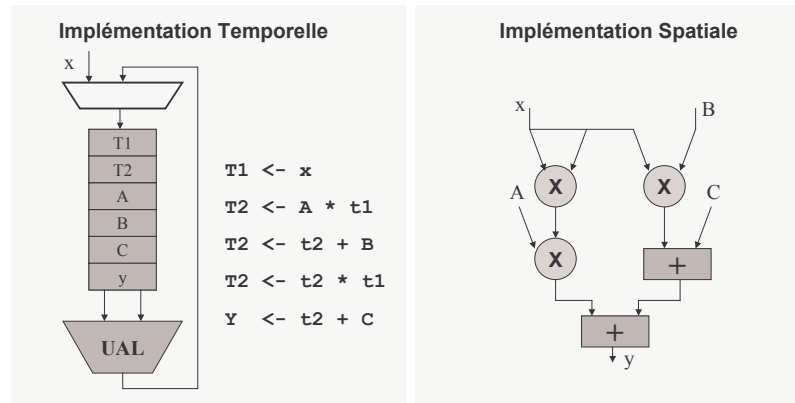 Implémentation Temporelle
x
T1
T2
A
B
C
y
UAL
T1 <- x
T2 <- A * t1
T2 <- t2 + B
T2 <- t2 * t1
Y <- t2 + C
Implémentation Spatiale
x
B
X
X
A
C
X
+
+
y